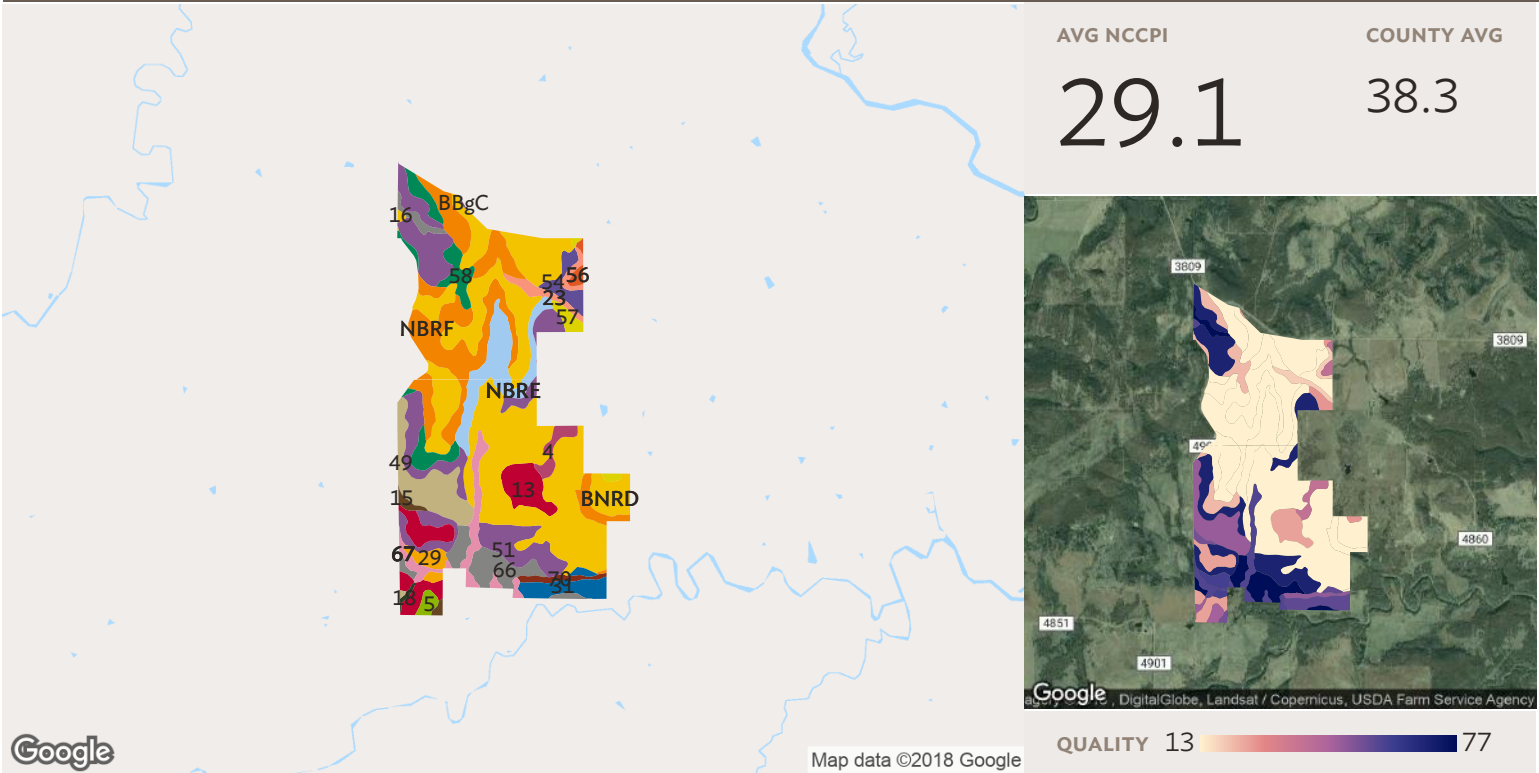 AVG NCCPI
COUNTY AVG
29.1
38.3
BBgC
16
58
54
56
23
57
NBRF
NBRE
49
4
13
15
BNRD
67
29
51
66
70
31
18
5
Google
Map data ©2018 Google
3809
3809
4860
4851
4901
Google
, DigitalGlobe, Landsat / Copernicus, USDA Farm Service Agency
QUALITY 13
77